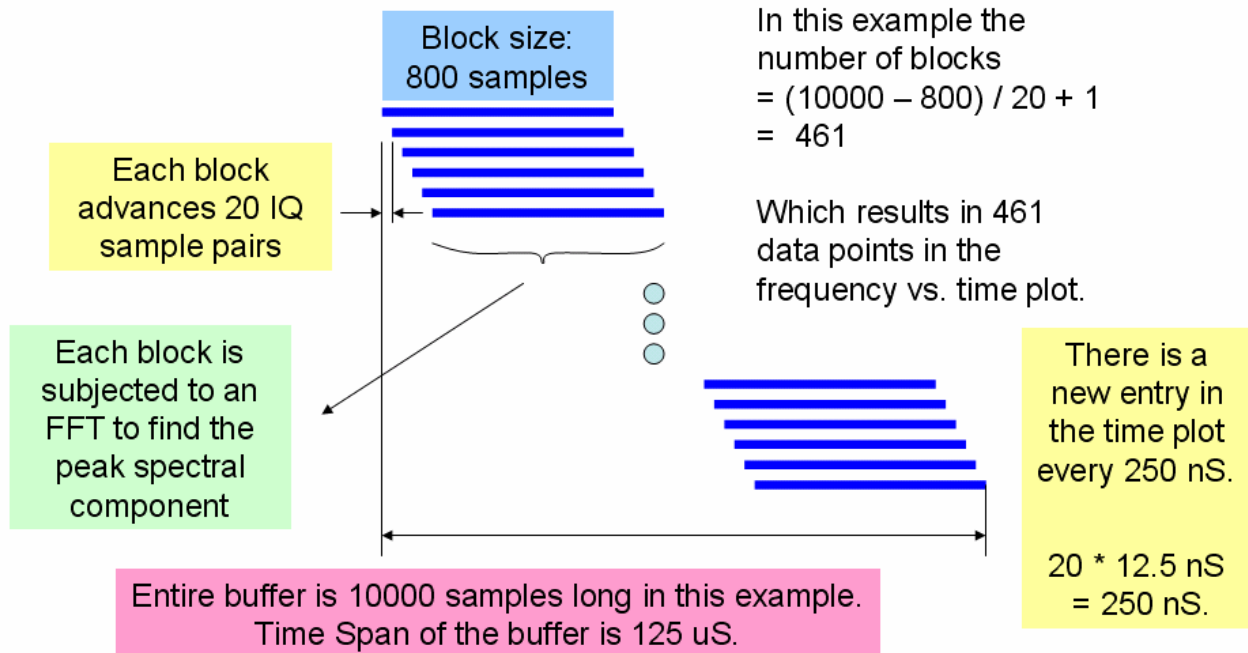 Block size:
800 samples
In this example the
number of blocks
= (10000 – 800) / 20 + 1
= 461
Which results in 461
data points in the
frequency vs. time plot.
Each block
advances 20 IQ
sample pairs
Each block is
subjected to an
FFT to find the
peak spectral
component
There is a
new entry in
the time plot
every 250 nS.
20 * 12.5 nS
= 250 nS.
Entire buffer is 10000 samples long in this example.
Time Span of the buffer is 125 uS.